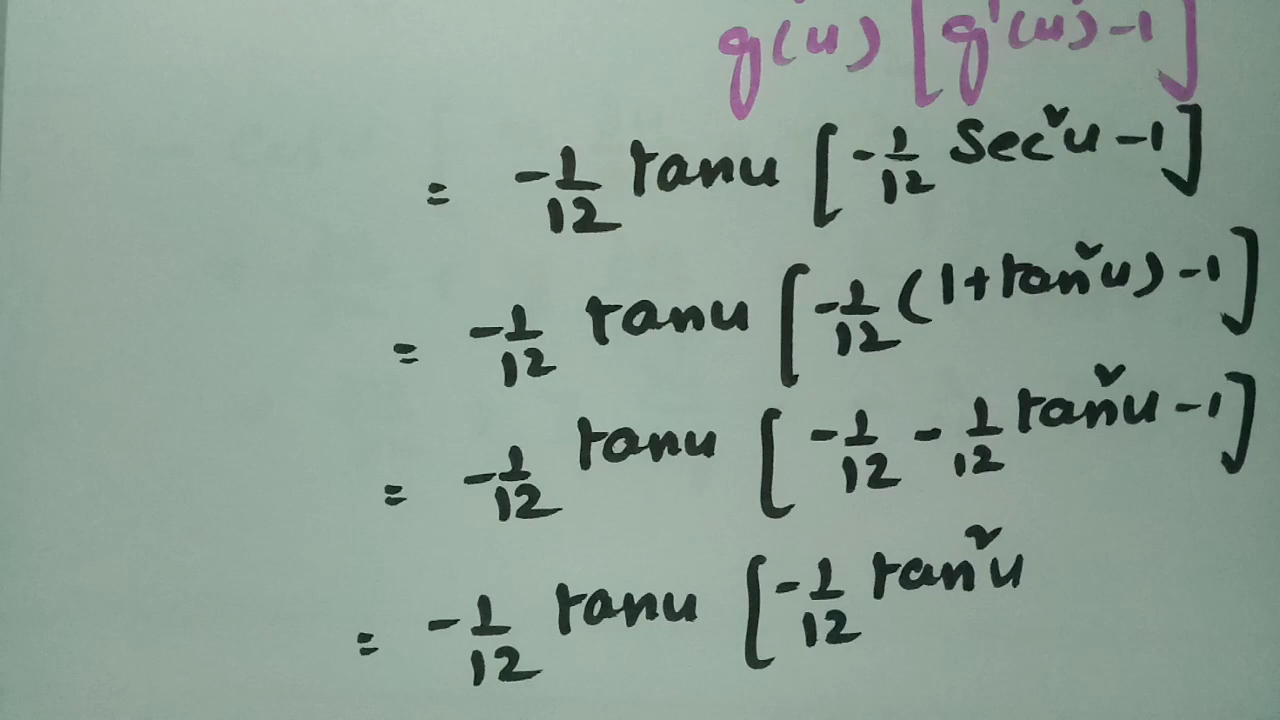 g(u) [g'(u)-1]
= -1/12 tanu [-1/12 sec²u -1]
= -1/12 tanu [-1/12 (1+tan²u) -1]
= -1/12 tanu [-1/12 - 1/12 tan²u -1]
= -1/12 tanu [-1/12 tan²u